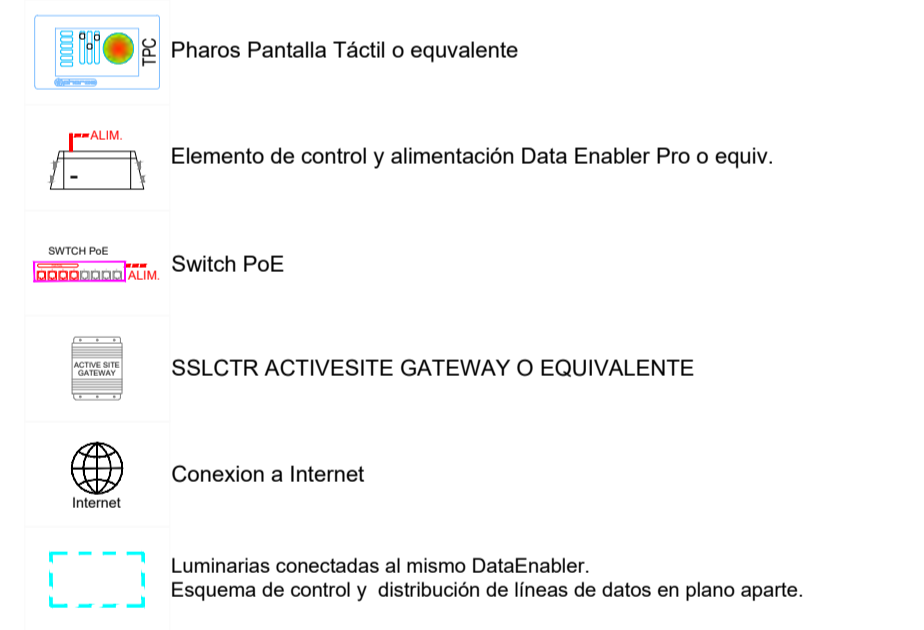 TPC
Pharos Pantalla Táctil o equvalente
ALIM.
Elemento de control y alimentación Data Enabler Pro o equiv.
SWTCH PoE
ALIM.
Switch PoE
ACTIVE SITE
GATEWAY
SSLCTR ACTIVESITE GATEWAY O EQUIVALENTE
Internet
Conexion a Internet
Luminarias conectadas al mismo DataEnabler.
Esquema de control y  distribución de líneas de datos en plano aparte.